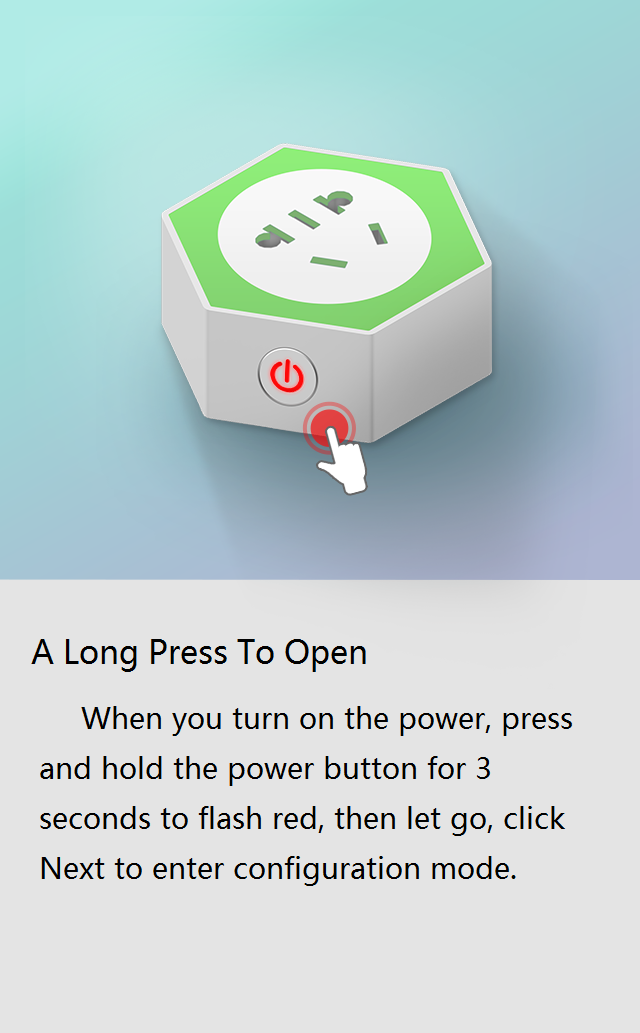 A Long Press To Open
When you turn on the power, press
and hold the power button for 3
seconds to flash red, then let go, click
Next to enter configuration mode.